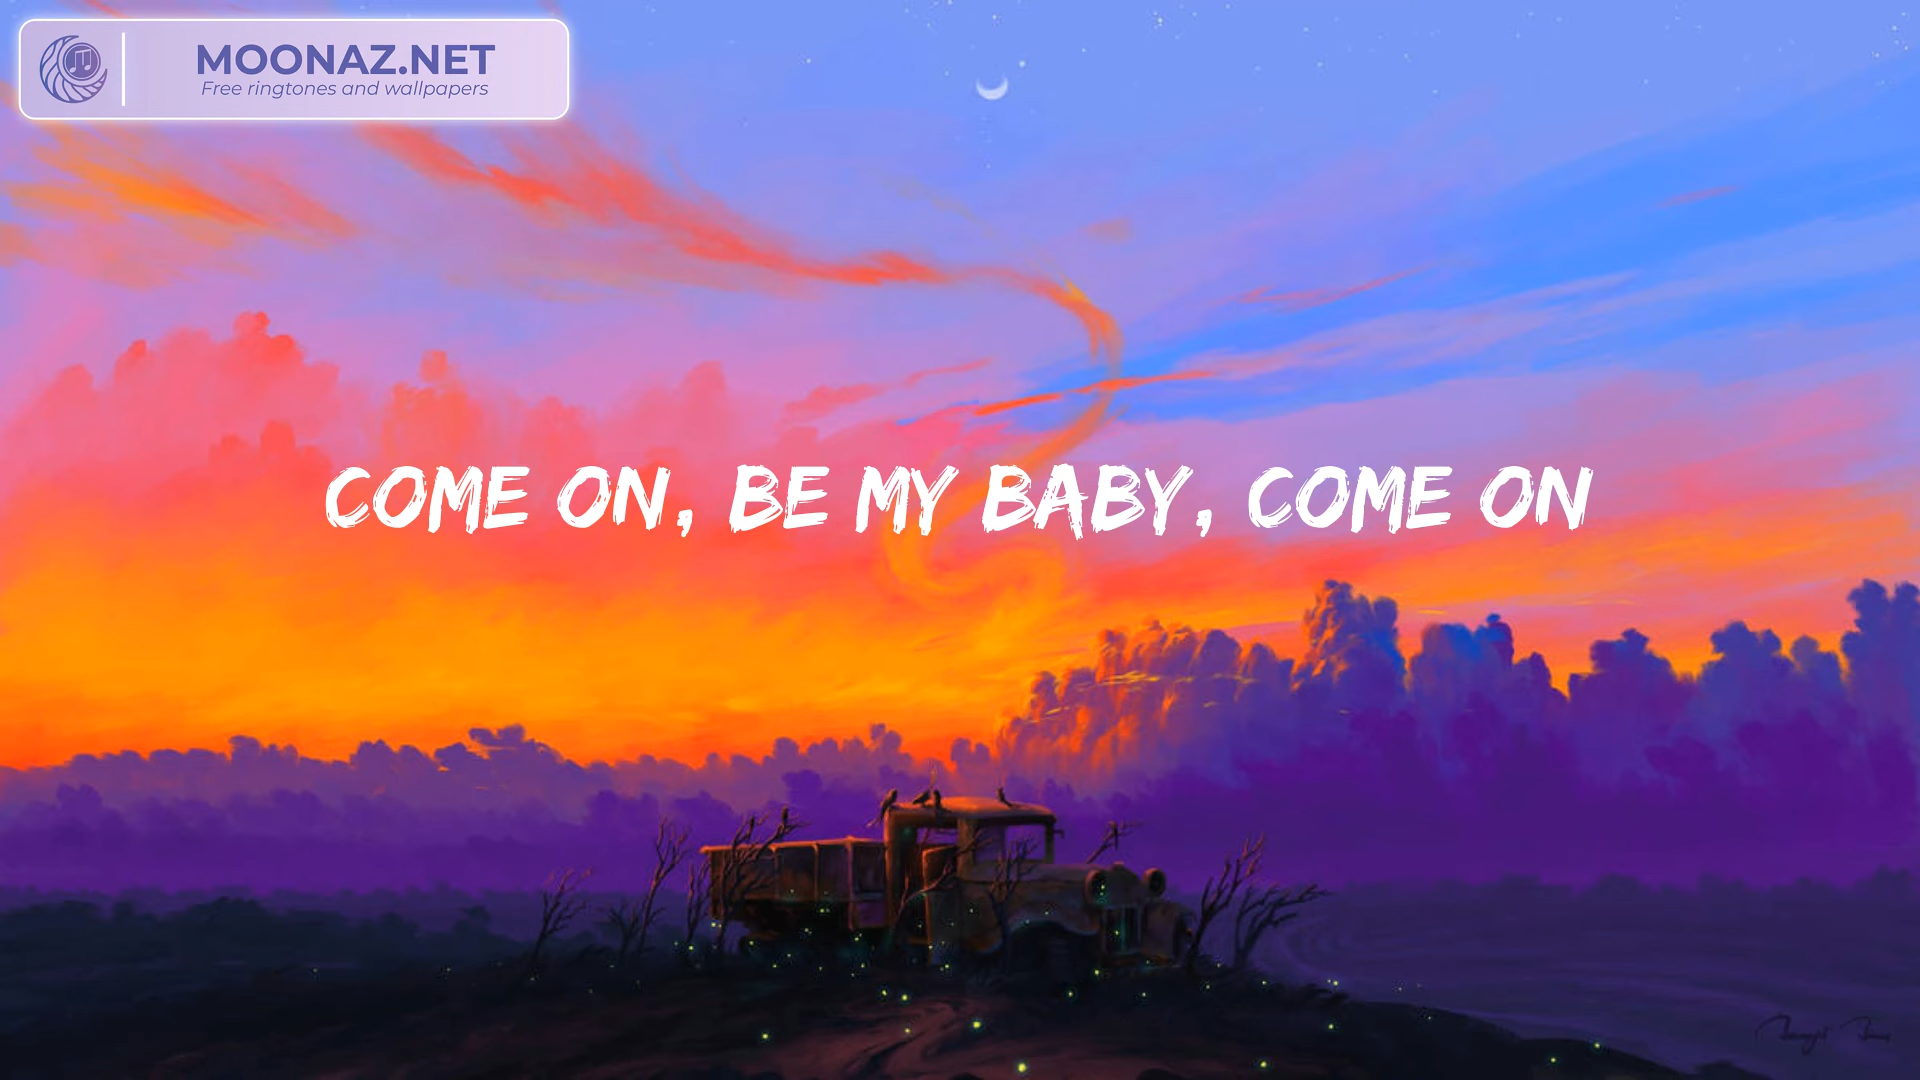 MOONAZ.NET
Free ringtones and wallpapers
COME ON, BE MY BABY, COME ON